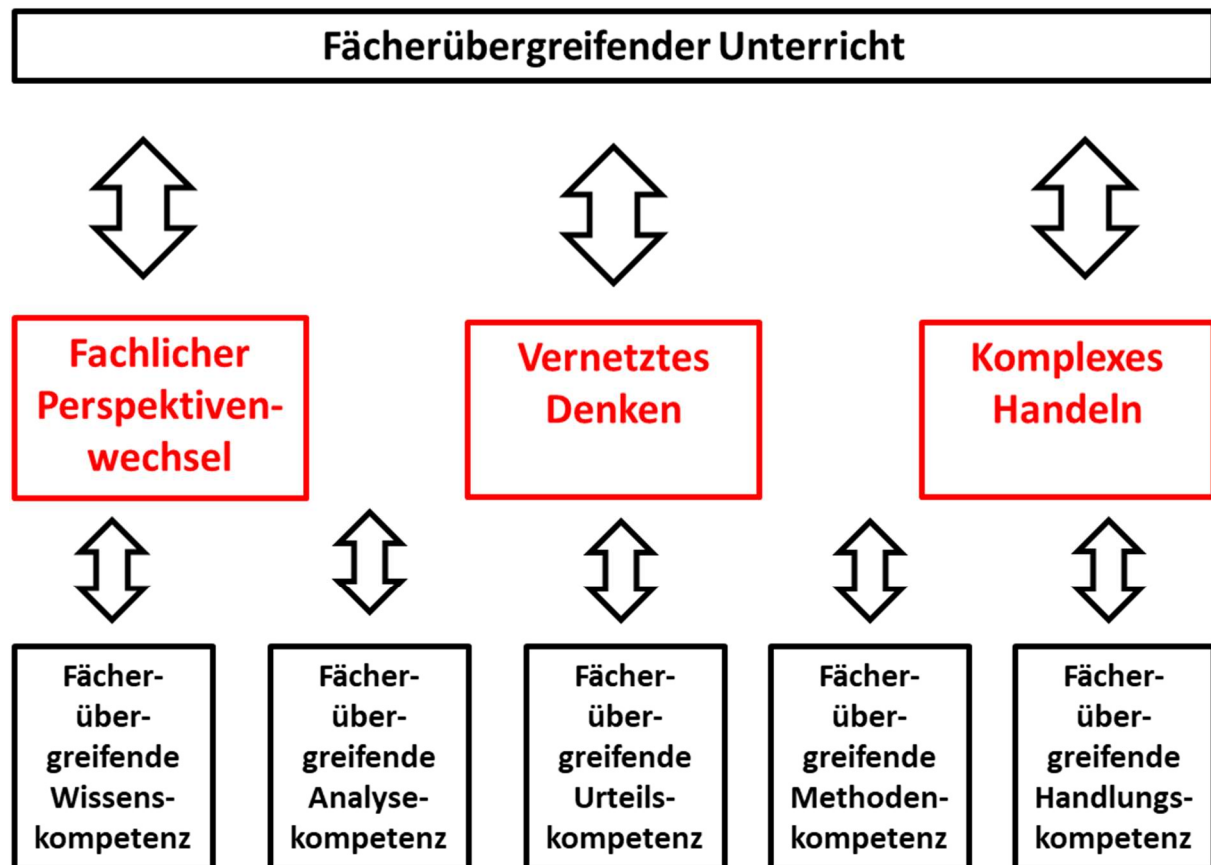 Fächerübergreifender Unterricht
Fachlicher
Perspektiven-
wechsel
Vernetztes
Denken
Komplexes
Handeln
Fächer-
über-
greifende
Wissens-
kompetenz
Fächer-
über-
greifende
Analyse-
kompetenz
Fächer-
über-
greifende
Urteils-
kompetenz
Fächer-
über-
greifende
Methoden-
kompetenz
Fächer-
über-
greifende
Handlungs-
kompetenz